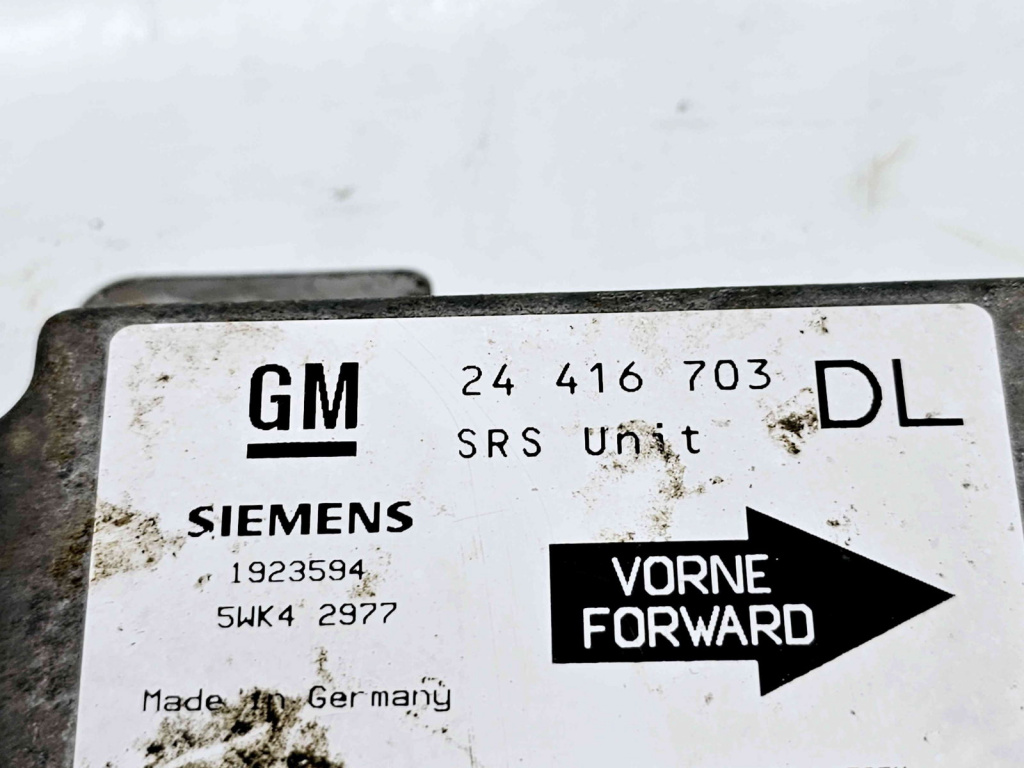 GM
24 416 703 DL
SRS Unit
SIEMENS
1923594
5WK4 2977
VORNE
FORWARD
Made in Germany